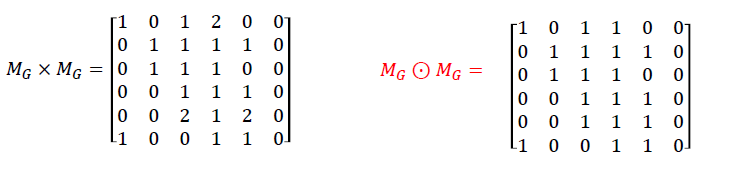 M_G × M_G = [1 0 1 2 0 0
0 1 1 1 1 0
0 1 1 1 0 0
0 0 1 1 1 0
0 0 2 1 2 0
1 0 0 1 1 0]
M_G ⊙ M_G = [1 0 1 1 0 0
0 1 1 1 1 0
0 1 1 1 0 0
0 0 1 1 1 0
0 0 1 1 1 0
1 0 0 1 1 0]